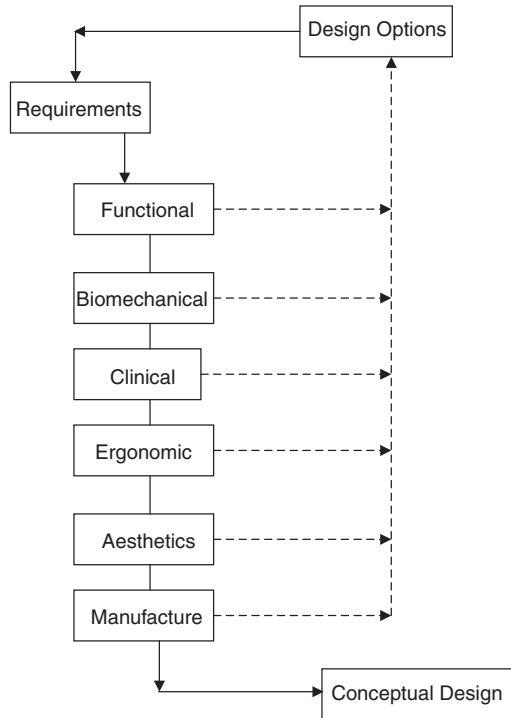 Design Options
Requirements
Functional
Biomechanical
Clinical
Ergonomic
Aesthetics
Manufacture
Conceptual Design